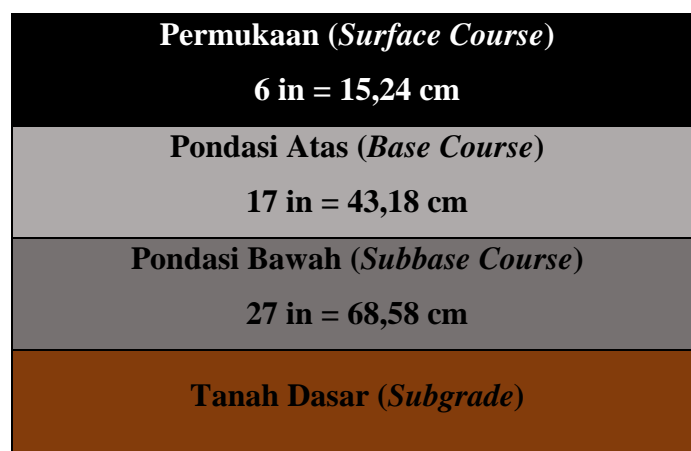 Permukaan (Surface Course)
6 in = 15,24 cm
Pondasi Atas (Base Course)
17 in = 43,18 cm
Pondasi Bawah (Subbase Course)
27 in = 68,58 cm
Tanah Dasar (Subgrade)